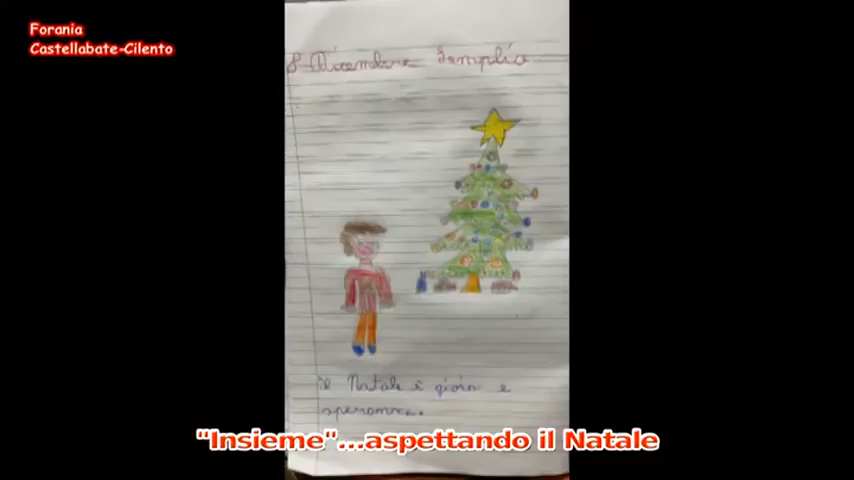 Forania
Castellabate-Cilento
8 Dicembre
Il Natale è gioia e
speranza.
"Insieme"...aspettando il Natale